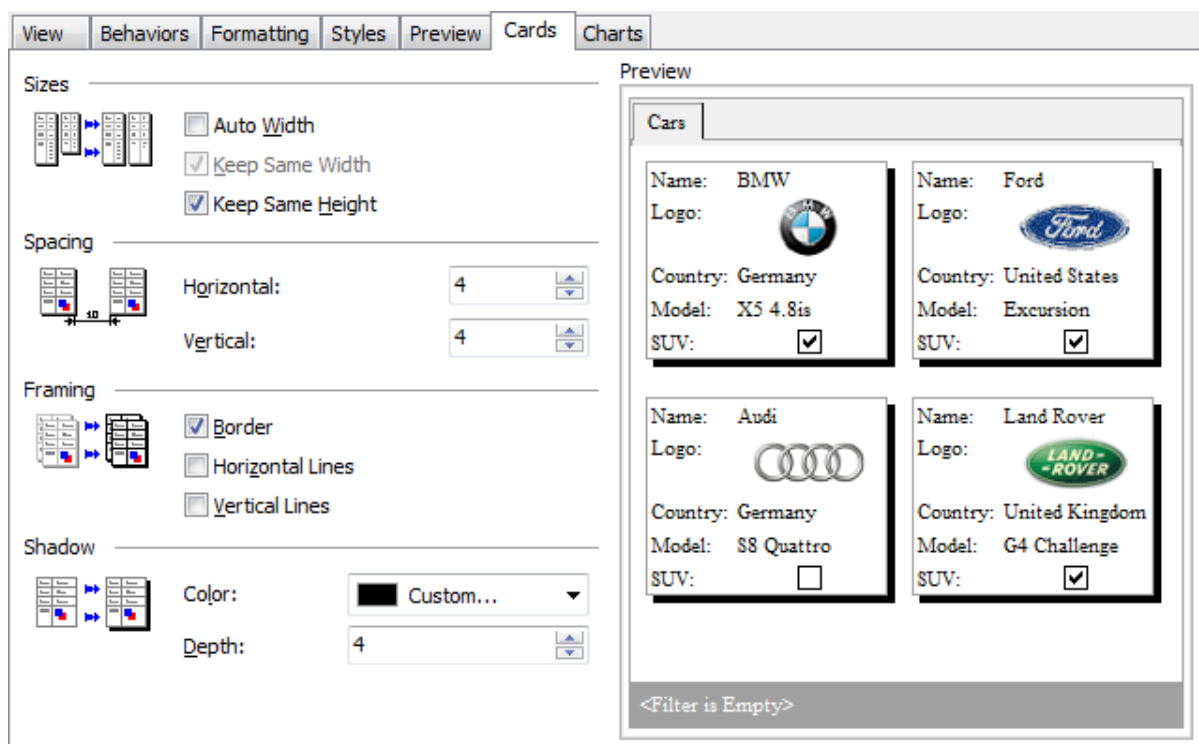 View Behaviors Formatting Styles Preview Cards Charts
Sizes
Auto Width
Keep Same Width
Keep Same Height
Spacing
10
Horizontal: 4
Vertical: 4
Framing
Border
Horizontal Lines
Vertical Lines
Shadow
Color: Custom...
Depth: 4
Preview
Cars
Name: BMW
Logo:
BMW
Country: Germany
Model: X5 4.8is
SUV:
Name: Ford
Logo:
Ford
Country: United States
Model: Excursion
SUV:
Name: Audi
Logo:
Country: Germany
Model: S8 Quattro
SUV:
Name: Land Rover
Logo:
LAND-
-ROVER
Country: United Kingdom
Model: G4 Challenge
SUV:
<Filter is Empty>